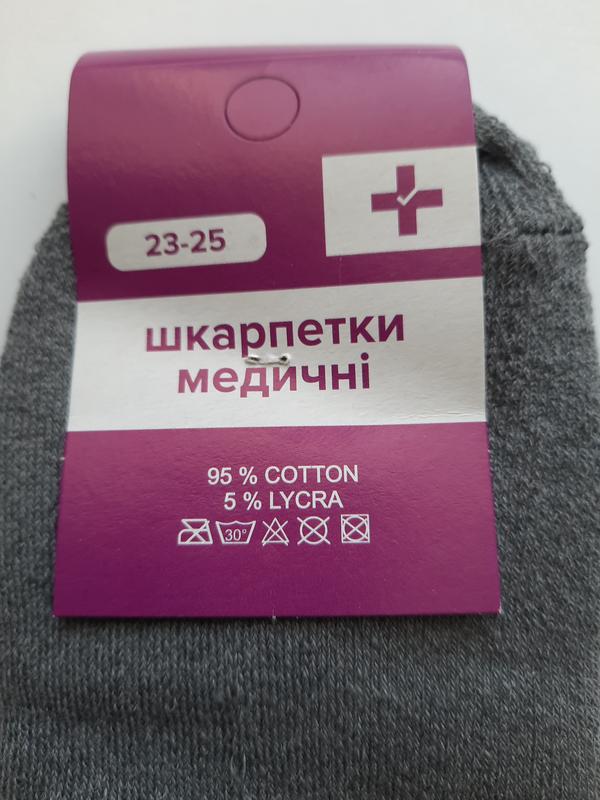 23-25
шкарпетки
медичні
95 % COTTON
5 % LYCRA
30°